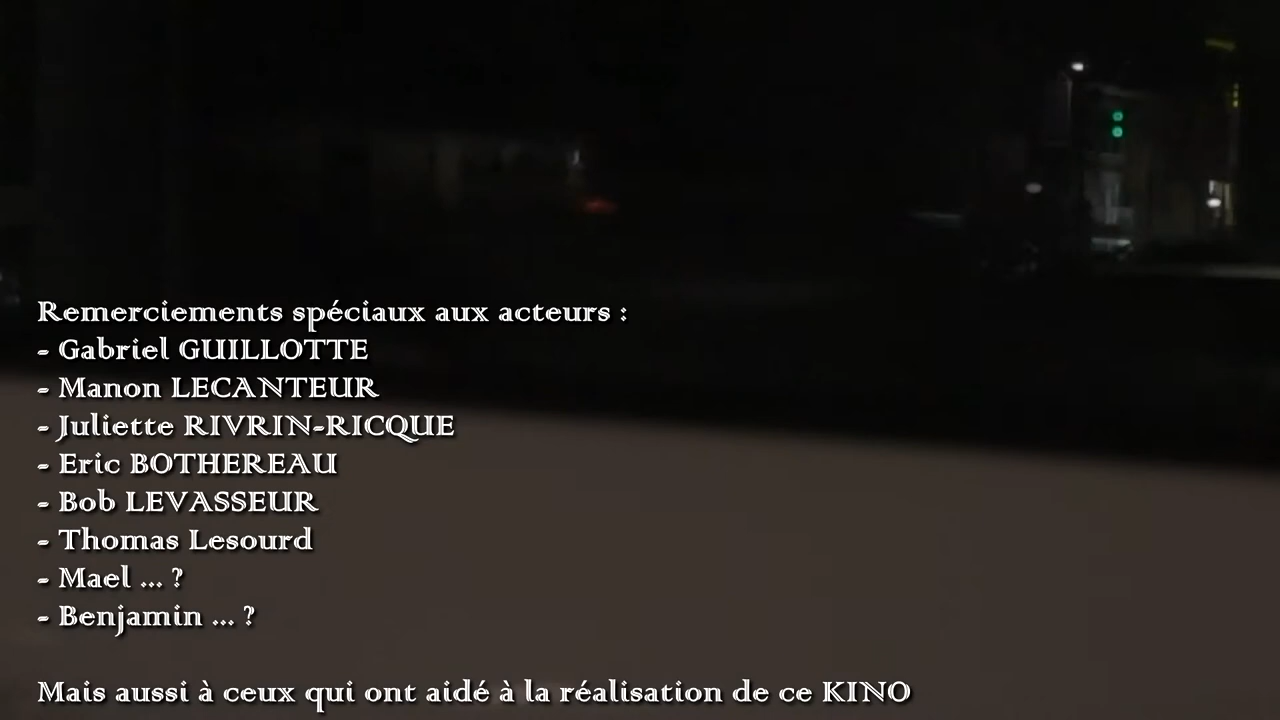 Remerciements spéciaux aux acteurs :
- Gabriel GUILLOTTE
- Manon LECANTEUR
- Juliette RIVRIN-RICQUE
- Eric BOTHEREAU
- Bob LEVASSEUR
- Thomas Lesourd
- Mael ... ?
- Benjamin ... ?
Mais aussi à ceux qui ont aidé à la réalisation de ce KINO